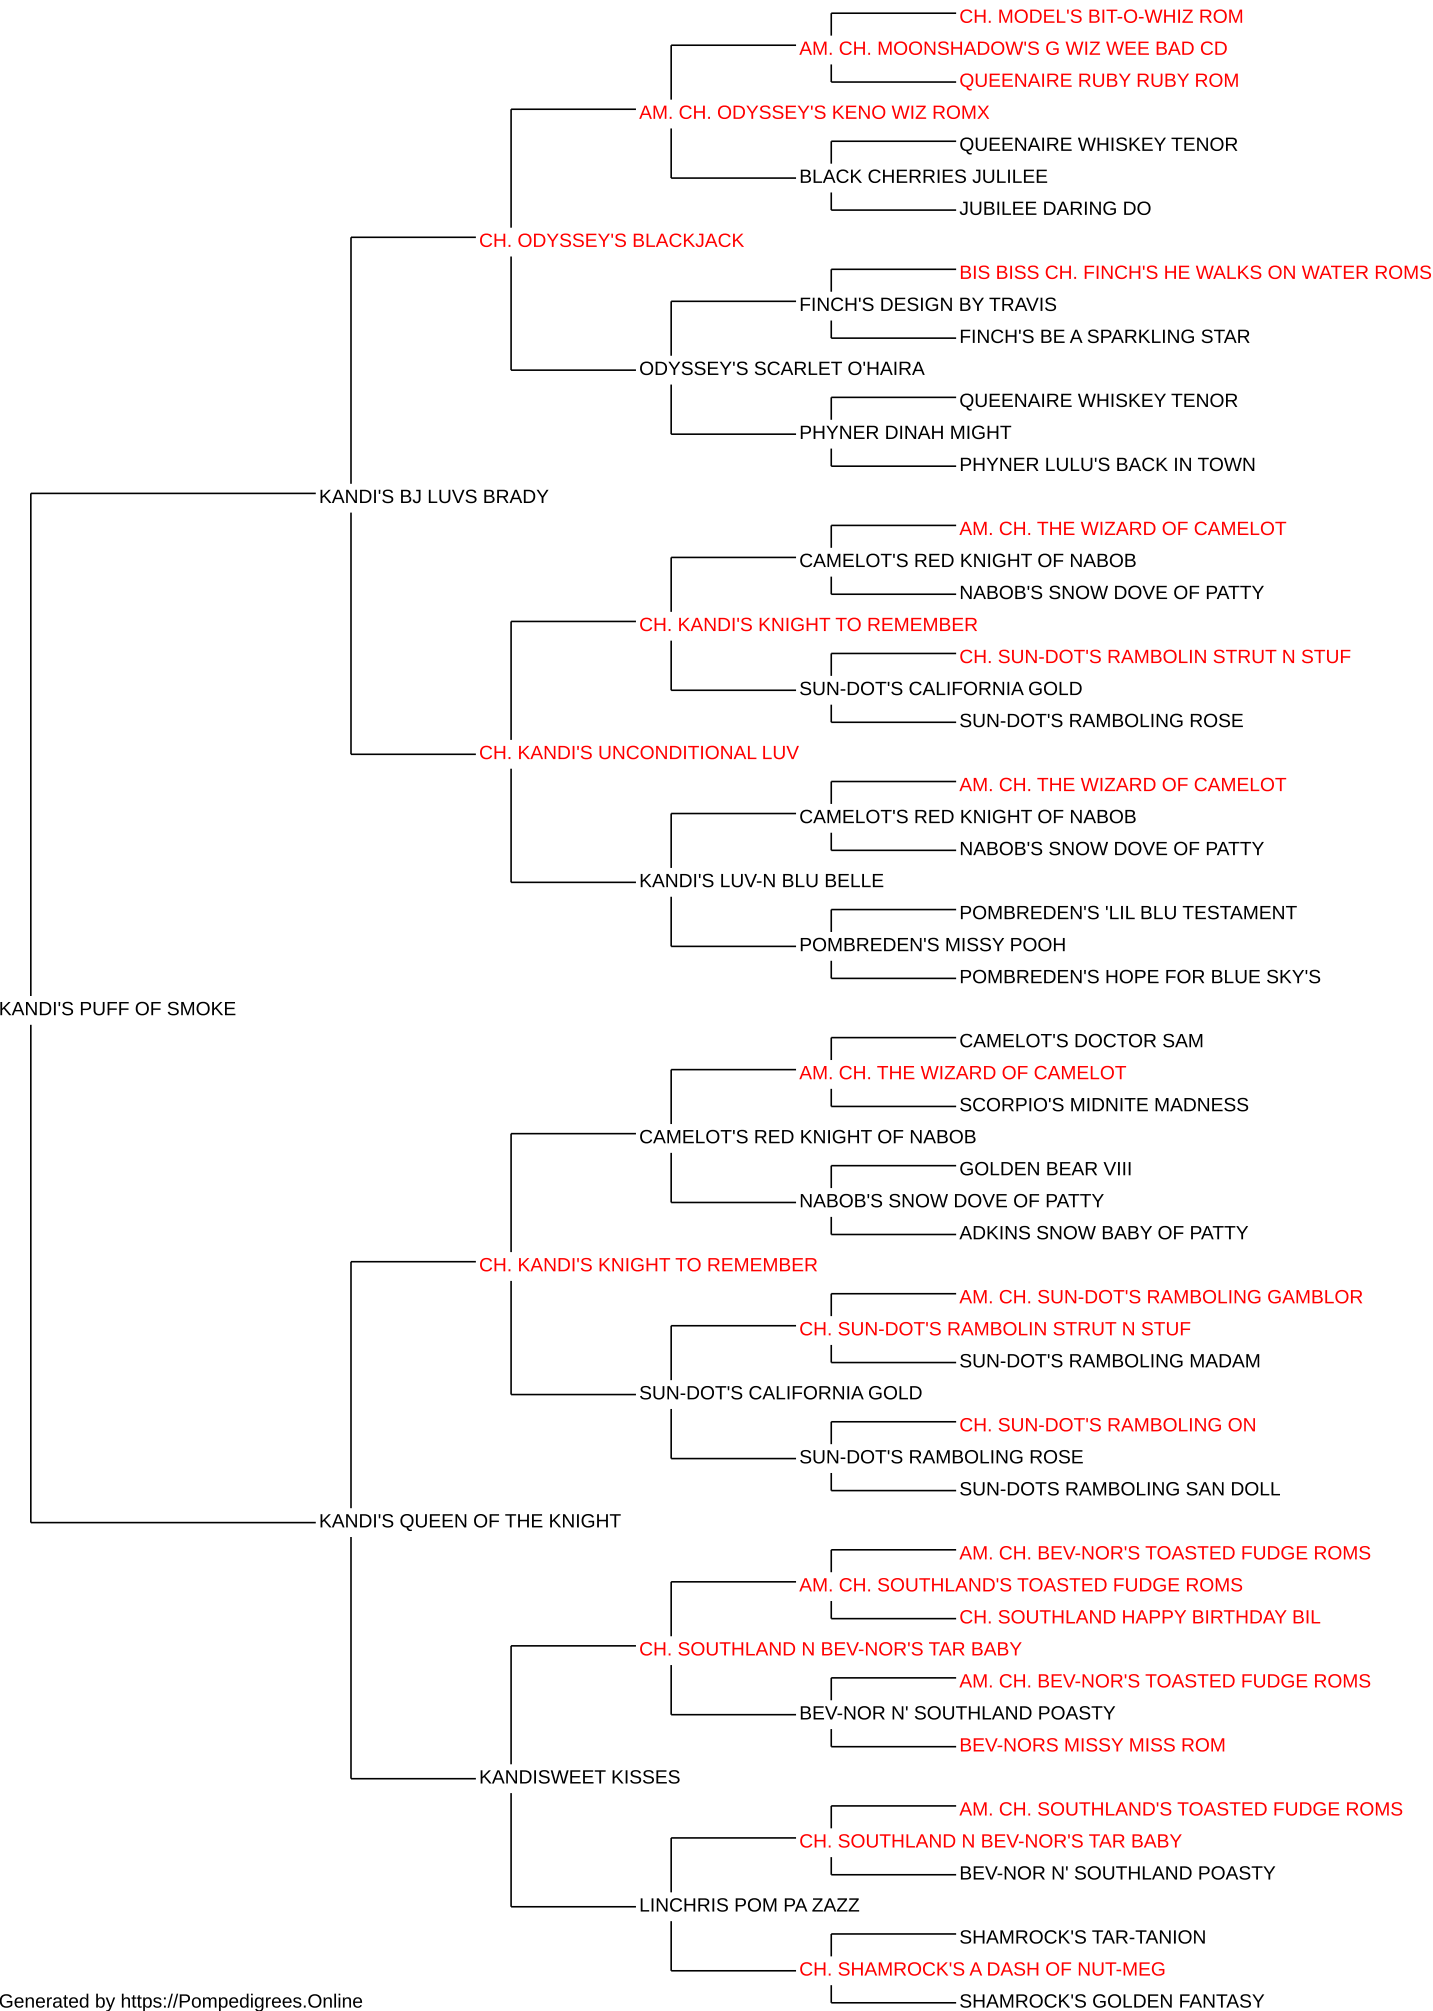 CH. MODEL'S BIT-O-WHIZ ROM
AM. CH. MOONSHADOW'S G WIZ WEE BAD CD
QUEENAIRE RUBY RUBY ROM
AM. CH. ODYSSEY'S KENO WIZ ROMX
QUEENAIRE WHISKEY TENOR
BLACK CHERRIES JULILEE
JUBILEE DARING DO
CH. ODYSSEY'S BLACKJACK
BIS BISS CH. FINCH'S HE WALKS ON WATER ROMS
FINCH'S DESIGN BY TRAVIS
FINCH'S BE A SPARKLING STAR
ODYSSEY'S SCARLET O'HAIRA
QUEENAIRE WHISKEY TENOR
PHYNER DINAH MIGHT
PHYNER LULU'S BACK IN TOWN
KANDI'S BJ LUVS BRADY
AM. CH. THE WIZARD OF CAMELOT
CAMELOT'S RED KNIGHT OF NABOB
NABOB'S SNOW DOVE OF PATTY
CH. KANDI'S KNIGHT TO REMEMBER
CH. SUN-DOT'S RAMBOLIN STRUT N STUF
SUN-DOT'S CALIFORNIA GOLD
SUN-DOT'S RAMBOLING ROSE
CH. KANDI'S UNCONDITIONAL LUV
AM. CH. THE WIZARD OF CAMELOT
CAMELOT'S RED KNIGHT OF NABOB
NABOB'S SNOW DOVE OF PATTY
KANDI'S LUV-N BLU BELLE
POMBREDEN'S 'LIL BLU TESTAMENT
POMBREDEN'S MISSY POOH
POMBREDEN'S HOPE FOR BLUE SKY'S
KANDI'S PUFF OF SMOKE
CAMELOT'S DOCTOR SAM
AM. CH. THE WIZARD OF CAMELOT
SCORPIO'S MIDNITE MADNESS
CAMELOT'S RED KNIGHT OF NABOB
GOLDEN BEAR VIII
NABOB'S SNOW DOVE OF PATTY
ADKINS SNOW BABY OF PATTY
CH. KANDI'S KNIGHT TO REMEMBER
AM. CH. SUN-DOT'S RAMBOLING GAMBLOR
CH. SUN-DOT'S RAMBOLIN STRUT N STUF
SUN-DOT'S RAMBOLING MADAM
SUN-DOT'S CALIFORNIA GOLD
CH. SUN-DOT'S RAMBOLING ON
SUN-DOT'S RAMBOLING ROSE
SUN-DOTS RAMBOLING SAN DOLL
KANDI'S QUEEN OF THE KNIGHT
AM. CH. BEV-NOR'S TOASTED FUDGE ROMS
AM. CH. SOUTHLAND'S TOASTED FUDGE ROMS
CH. SOUTHLAND HAPPY BIRTHDAY BIL
CH. SOUTHLAND N BEV-NOR'S TAR BABY
AM. CH. BEV-NOR'S TOASTED FUDGE ROMS
BEV-NOR N' SOUTHLAND POASTY
BEV-NORS MISSY MISS ROM
KANDISWEET KISSES
AM. CH. SOUTHLAND'S TOASTED FUDGE ROMS
CH. SOUTHLAND N BEV-NOR'S TAR BABY
BEV-NOR N' SOUTHLAND POASTY
LINCHRIS POM PA ZAZZ
SHAMROCK'S TAR-TANION
CH. SHAMROCK'S A DASH OF NUT-MEG
SHAMROCK'S GOLDEN FANTASY
Generated by https://Pompedigrees.Online